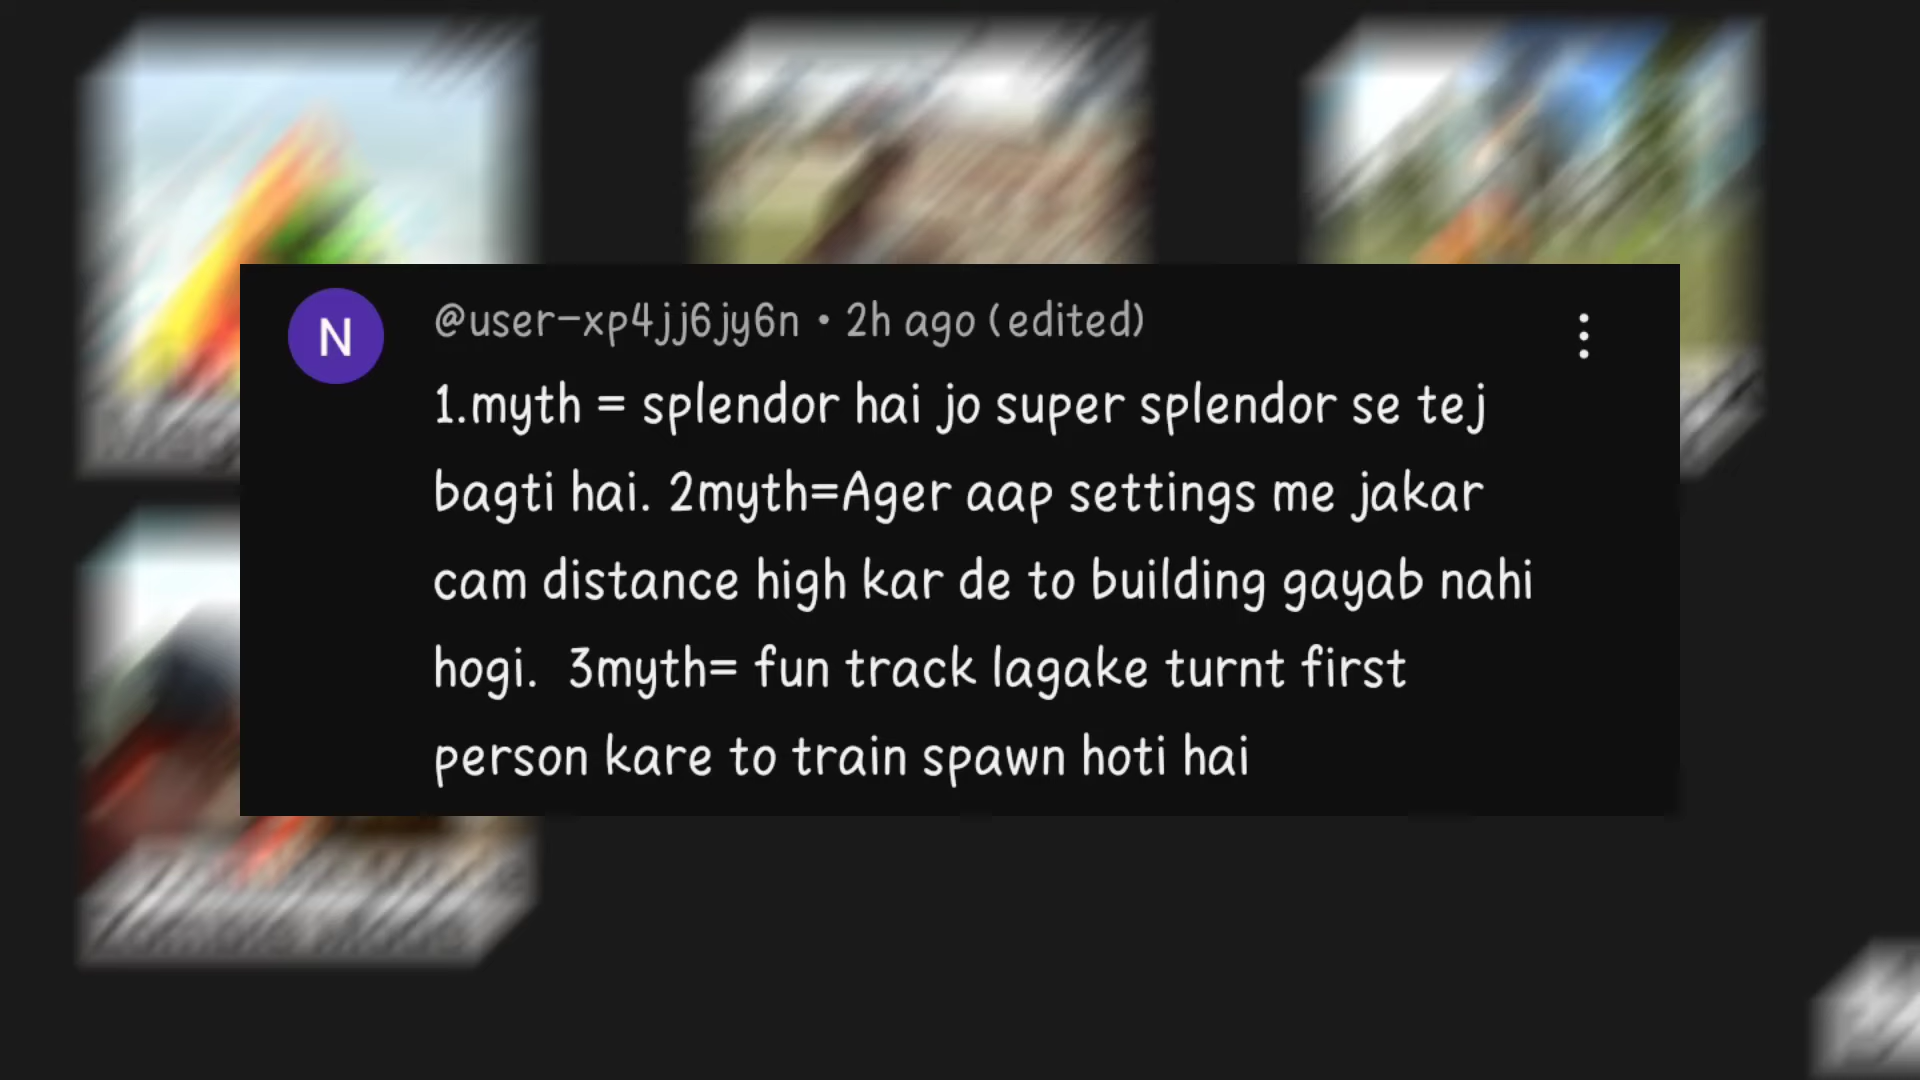 N
@user-xp4jj6jy6n • 2h ago (edited)
1.myth = splendor hai jo super splendor se tej
bagti hai. 2myth=Ager aap settings me jakar
cam distance high kar de to building gayab nahi
hogi.  3myth= fun track lagake turnt first
person kare to train spawn hoti hai